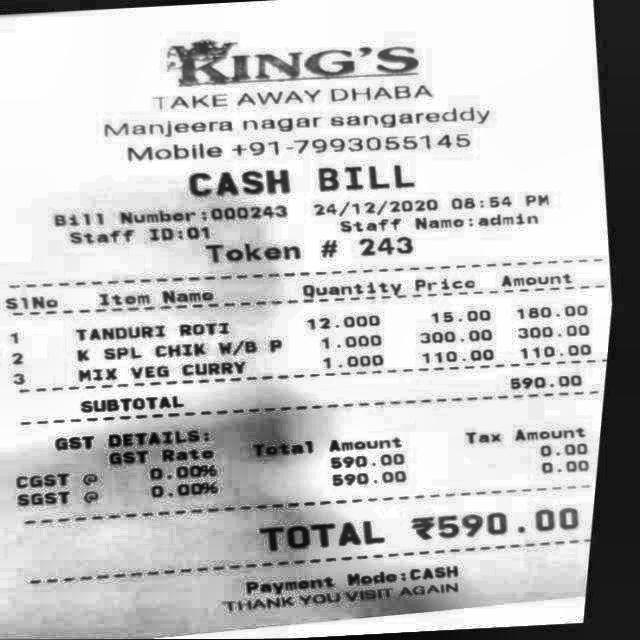 KING'S
TAKE AWAY DHABA
Manjeera nagar sangareddy
Mobile +91-7993055145
CASH BILL
Bill Number:000243 24/12/2020 08:54 PM
Staff ID:01 Staff Name:admin
Token # 243
SlNo Item Name Quantity Price Amount
1 TANDURI ROTI 12.000 15.00 180.00
2 K SPL CHIK W/B P 1.000 300.00 300.00
3 MIX VEG CURRY 1.000 110.00 110.00
SUBTOTAL 590.00
GST DETAILS:
GST Rate Total Amount Tax Amount
CGST @ 0.00% 590.00 0.00
SGST @ 0.00% 590.00 0.00
TOTAL ₹590.00
Payment Mode:CASH
THANK YOU VISIT AGAIN